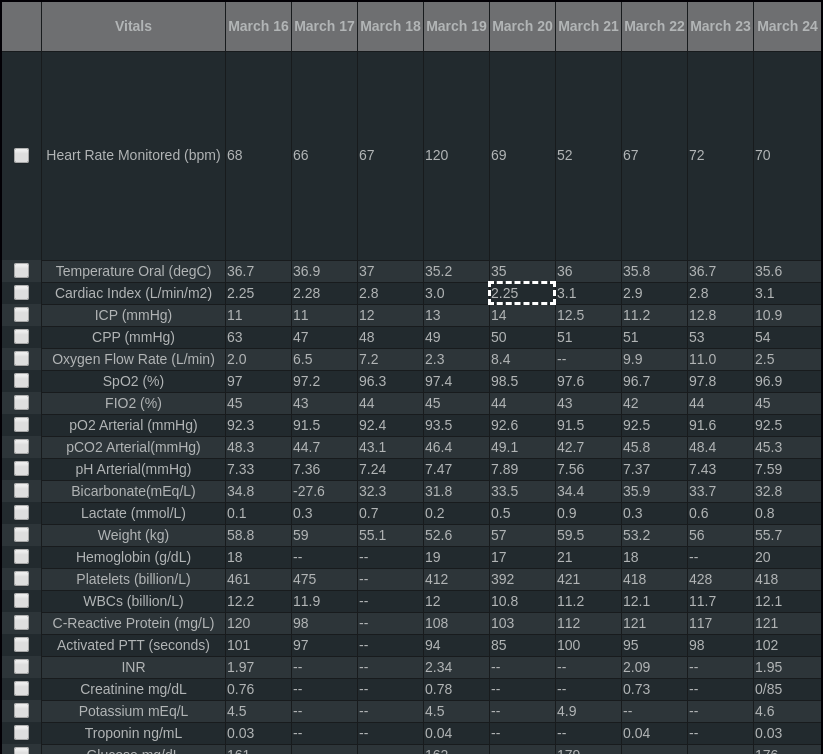 Vitals March 16 March 17 March 18 March 19 March 20 March 21 March 22 March 23 March 24
Heart Rate Monitored (bpm) 68 66 67 120 69 52 67 72 70
Temperature Oral (degC) 36.7 36.9 37 35.2 35 36 35.8 36.7 35.6
Cardiac Index (L/min/m2) 2.25 2.28 2.8 3.0 2.25 3.1 2.9 2.8 3.1
ICP (mmHg) 11 11 12 13 14 12.5 11.2 12.8 10.9
CPP (mmHg) 63 47 48 49 50 51 51 53 54
Oxygen Flow Rate (L/min) 2.0 6.5 7.2 2.3 8.4 -- 9.9 11.0 2.5
SpO2 (%) 97 97.2 96.3 97.4 98.5 97.6 96.7 97.8 96.9
FIO2 (%) 45 43 44 45 44 43 42 44 45
pO2 Arterial (mmHg) 92.3 91.5 92.4 93.5 92.6 91.5 92.5 91.6 92.5
pCO2 Arterial(mmHg) 48.3 44.7 43.1 46.4 49.1 42.7 45.8 48.4 45.3
pH Arterial(mmHg) 7.33 7.36 7.24 7.47 7.89 7.56 7.37 7.43 7.59
Bicarbonate(mEq/L) 34.8 -27.6 32.3 31.8 33.5 34.4 35.9 33.7 32.8
Lactate (mmol/L) 0.1 0.3 0.7 0.2 0.5 0.9 0.3 0.6 0.8
Weight (kg) 58.8 59 55.1 52.6 57 59.5 53.2 56 55.7
Hemoglobin (g/dL) 18 -- -- 19 17 21 18 -- 20
Platelets (billion/L) 461 475 -- 412 392 421 418 428 418
WBCs (billion/L) 12.2 11.9 -- 12 10.8 11.2 12.1 11.7 12.1
C-Reactive Protein (mg/L) 120 98 -- 108 103 112 121 117 121
Activated PTT (seconds) 101 97 -- 94 85 100 95 98 102
INR 1.97 -- -- 2.34 -- -- 2.09 -- 1.95
Creatinine mg/dL 0.76 -- -- 0.78 -- -- 0.73 -- 0/85
Potassium mEq/L 4.5 -- -- 4.5 -- 4.9 -- -- 4.6
Troponin ng/mL 0.03 -- -- 0.04 -- -- 0.04 -- 0.03
Glucose mg/dL 161 162 179 176